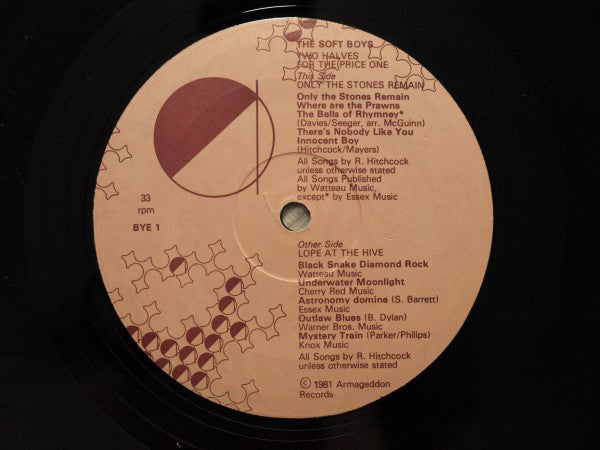 THE SOFT BOYS
TWO HALVES
FOR THE PRICE ONE
This Side
ONLY THE STONES REMAIN
Only the Stones Remain
Where are the Prawns
The Bells of Rhymney*
(Davies/Seeger, arr. McGuinn)
There's Nobody Like You
Innocent Boy
(Hitchcock/Mayers)
All Songs by R. Hitchcock
unless otherwise stated
All Songs Published
by Watteau Music,
except* by Essex Music
33
rpm
BYE 1
Other Side
LOPE AT THE HIVE
Black Snake Diamond Rock
Watteau Music
Underwater Moonlight
Cherry Red Music
Astronomy domine (S. Barrett)
Essex Music
Outlaw Blues (B. Dylan)
Warner Bros. Music
Mystery Train (Parker/Philips)
Knox Music
All Songs by R. Hitchcock
unless otherwise stated
© 1981 Armageddon
Records